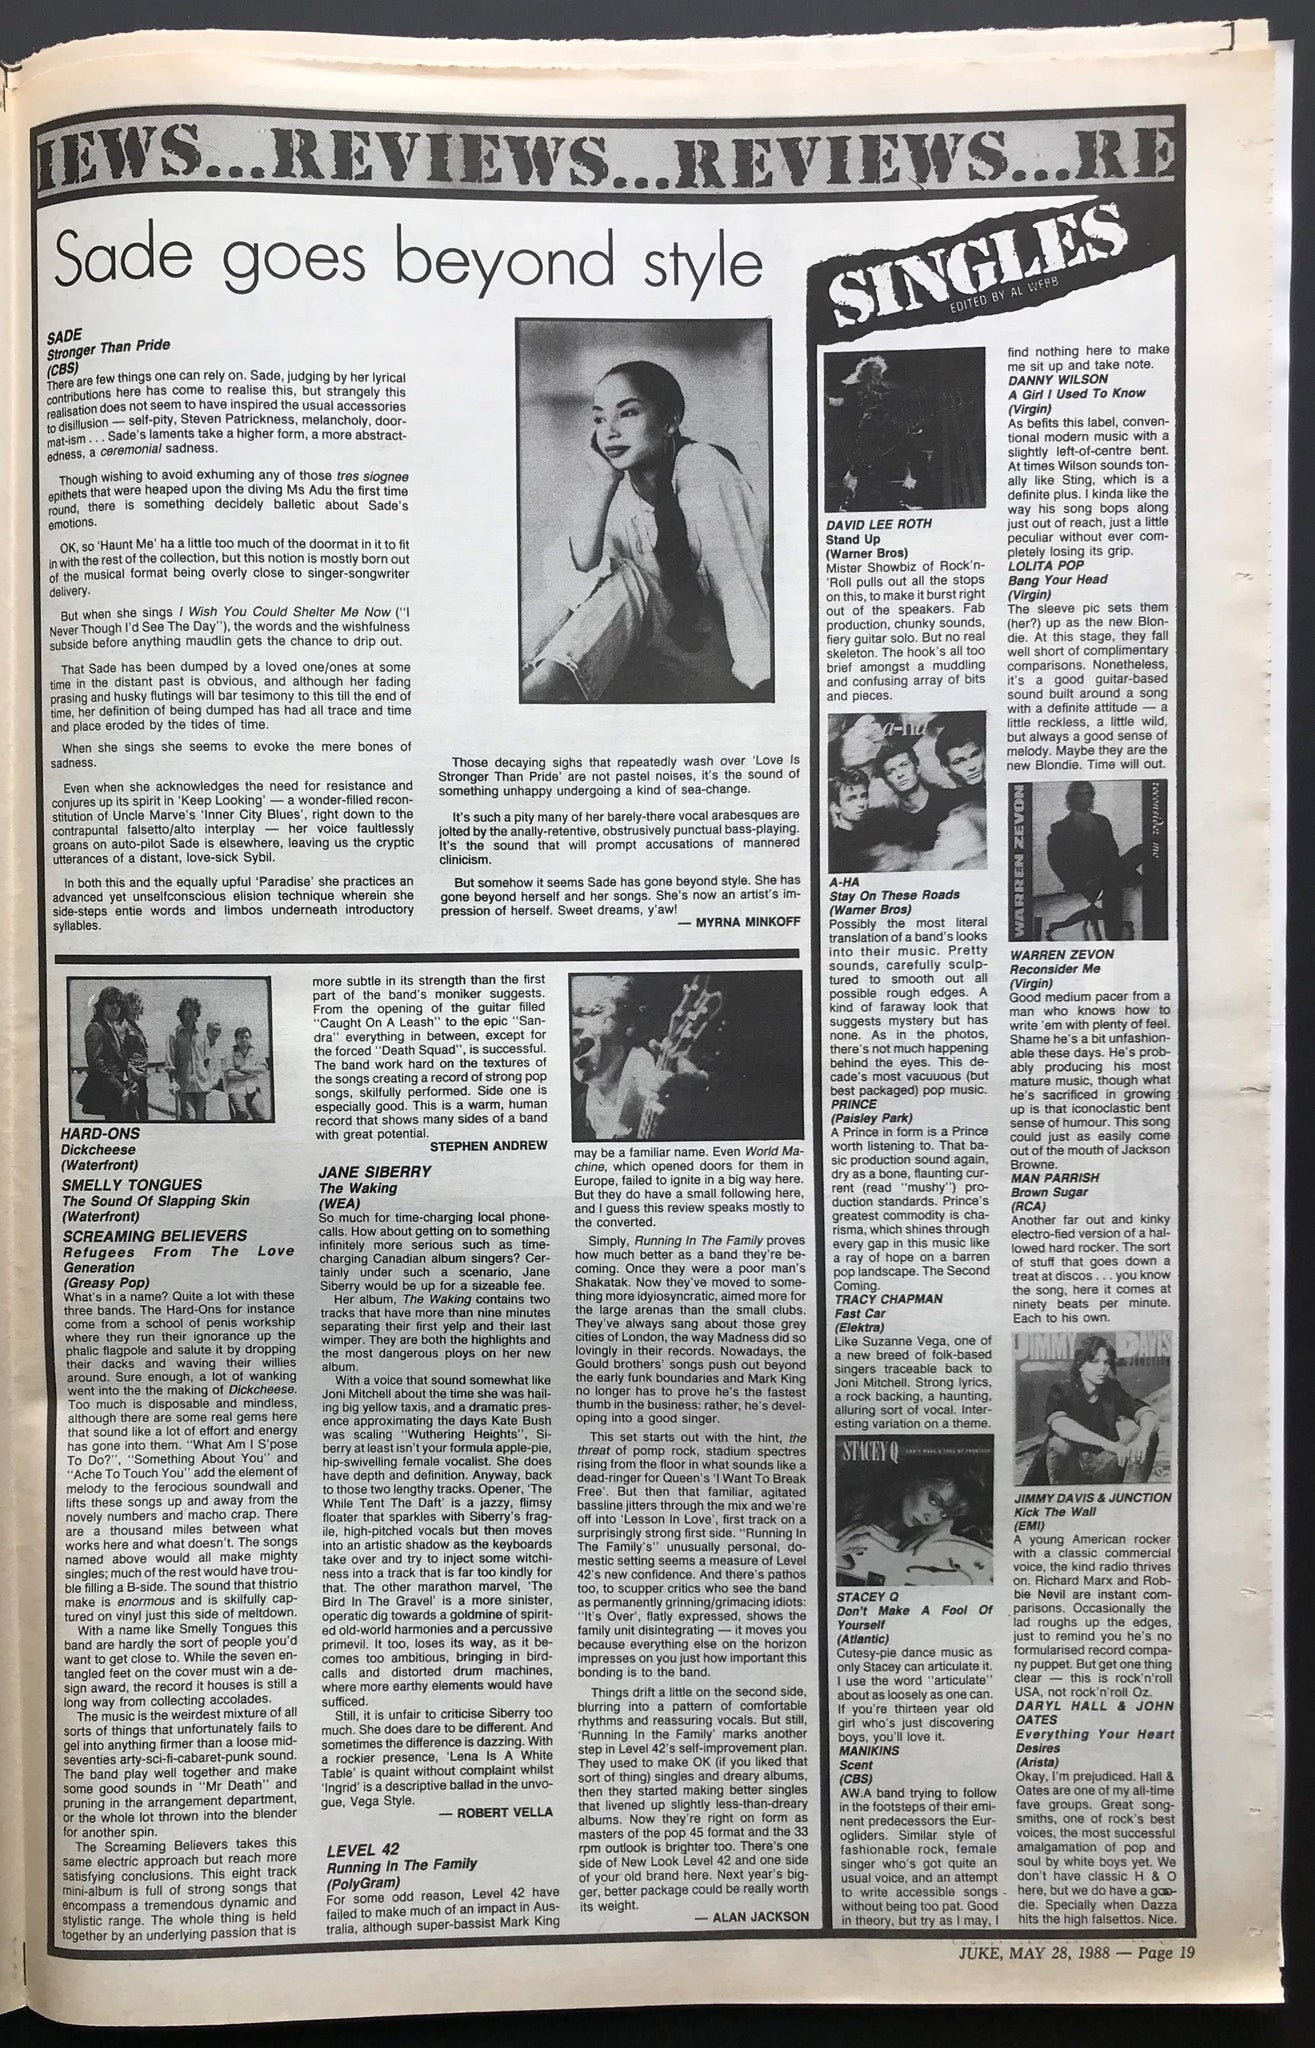 IEWS...REVIEWS...REVIEWS...RE
Sade goes beyond style
SADE
Stronger Than Pride
(CBS)
There are few things one can rely on. Sade, judging by her lyrical
contributions here has come to realise this, but strangely this
realisation does not seem to have inspired the usual accessories
to disillusion — self-pity, Steven Patrickness, melancholy, door-
mat-ism . . . Sade's laments take a higher form, a more abstract-
edness, a ceremonial sadness.
Though wishing to avoid exhuming any of those tres siognee
epithets that were heaped upon the diving Ms Adu the first time
round, there is something decidely balletic about Sade's
emotions.
OK, so 'Haunt Me' ha a little too much of the doormat in it to fit
in with the rest of the collection, but this notion is mostly born out
of the musical format being overly close to singer-songwriter
delivery.
But when she sings I Wish You Could Shelter Me Now ("I
Never Though I'd See The Day"), the words and the wishfulness
subside before anything maudlin gets the chance to drip out.
That Sade has been dumped by a loved one/ones at some
time in the distant past is obvious, and although her fading
prasing and husky flutings will bar tesimony to this till the end of
time, her definition of being dumped has had all trace and time
and place eroded by the tides of time.
When she sings she seems to evoke the mere bones of
sadness.
Even when she acknowledges the need for resistance and
conjures up its spirit in 'Keep Looking' — a wonder-filled recon-
stitution of Uncle Marve's 'Inner City Blues', right down to the
contrapuntal falsetto/alto interplay — her voice faultlessly
groans on auto-pilot Sade is elsewhere, leaving us the cryptic
utterances of a distant, love-sick Sybil.
In both this and the equally upful 'Paradise' she practices an
advanced yet unselfconscious elision technique wherein she
side-steps entie words and limbos underneath introductory
syllables.
Those decaying sighs that repeatedly wash over 'Love Is
Stronger Than Pride' are not pastel noises, it's the sound of
something unhappy undergoing a kind of sea-change.
It's such a pity many of her barely-there vocal arabesques are
jolted by the anally-retentive, obstrusively punctual bass-playing.
It's the sound that will prompt accusations of mannered
clinicism.
But somehow it seems Sade has gone beyond style. She has
gone beyond herself and her songs. She's now an artist's im-
pression of herself. Sweet dreams, y'aw!
— MYRNA MINKOFF
HARD-ONS
Dickcheese
(Waterfront)
SMELLY TONGUES
The Sound Of Slapping Skin
(Waterfront)
SCREAMING BELIEVERS
Refugees From The Love
Generation
(Greasy Pop)
What's in a name? Quite a lot with these
three bands. The Hard-Ons for instance
come from a school of penis workship
where they run their ignorance up the
phalic flagpole and salute it by dropping
their dacks and waving their willies
around. Sure enough, a lot of wanking
went into the the making of Dickcheese.
Too much is disposable and mindless,
although there are some real gems here
that sound like a lot of effort and energy
has gone into them. "What Am I S'pose
To Do?", "Something About You" and
"Ache To Touch You" add the element of
melody to the ferocious soundwall and
lifts these songs up and away from the
novely numbers and macho crap. There
are a thousand miles between what
works here and what doesn't. The songs
named above would all make mighty
singles; much of the rest would have trou-
ble filling a B-side. The sound that thistrio
make is enormous and is skilfully cap-
tured on vinyl just this side of meltdown.
With a name like Smelly Tongues this
band are hardly the sort of people you'd
want to get close to. While the seven en-
tangled feet on the cover must win a de-
sign award, the record it houses is still a
long way from collecting accolades.
The music is the weirdest mixture of all
sorts of things that unfortunately fails to
gel into anything firmer than a loose mid-
seventies arty-sci-fi-cabaret-punk sound.
The band play well together and make
some good sounds in "Mr Death" and
pruning in the arrangement department,
or the whole lot thrown into the blender
for another spin.
The Screaming Believers takes this
same electric approach but reach more
satisfying conclusions. This eight track
mini-album is full of strong songs that
encompass a tremendous dynamic and
stylistic range. The whole thing is held
together by an underlying passion that is
more subtle in its strength than the first
part of the band's moniker suggests.
From the opening of the guitar filled
"Caught On A Leash" to the epic "San-
dra" everything in between, except for
the forced "Death Squad", is successful.
The band work hard on the textures of
the songs creating a record of strong pop
songs, skilfully performed. Side one is
especially good. This is a warm, human
record that shows many sides of a band
with great potential.
STEPHEN ANDREW
JANE SIBERRY
The Waking
(WEA)
So much for time-charging local phone-
calls. How about getting on to something
infinitely more serious such as time-
charging Canadian album singers? Cer-
tainly under such a scenario, Jane
Siberry would be up for a sizeable fee.
Her album, The Waking contains two
tracks that have more than nine minutes
separating their first yelp and their last
wimper. They are both the highlights and
the most dangerous ploys on her new
album.
With a voice that sound somewhat like
Joni Mitchell about the time she was hail-
ing big yellow taxis, and a dramatic pres-
ence approximating the days Kate Bush
was scaling "Wuthering Heights", Si-
berry at least isn't your formula apple-pie,
hip-swivelling female vocalist. She does
have depth and definition. Anyway, back
to those two lengthy tracks. Opener, 'The
While Tent The Daft' is a jazzy, flimsy
floater that sparkles with Siberry's frag-
ile, high-pitched vocals but then moves
into an artistic shadow as the keyboards
take over and try to inject some witchi-
ness into a track that is far too kindly for
that. The other marathon marvel, 'The
Bird In The Gravel' is a more sinister,
operatic dig towards a goldmine of spirit-
ed old-world harmonies and a percussive
primevil. It too, loses its way, as it be-
comes too ambitious, bringing in bird-
calls and distorted drum machines,
where more earthy elements would have
sufficed.
Still, it is unfair to criticise Siberry too
much. She does dare to be different. And
sometimes the difference is dazzling. With
a rockier presence, 'Lena Is A White
Table' is quaint without complaint whilst
'Ingrid' is a descriptive ballad in the unvo-
gue, Vega Style.
— ROBERT VELLA
LEVEL 42
Running In The Family
(PolyGram)
For some odd reason, Level 42 have
failed to make much of an impact in Aus-
tralia, although super-bassist Mark King
may be a familiar name. Even World Ma-
chine, which opened doors for them in
Europe, failed to ignite in a big way here.
But they do have a small following here,
and I guess this review speaks mostly to
the converted.
Simply, Running In The Family proves
how much better as a band they're be-
coming. Once they were a poor man's
Shakatak. Now they've moved to some-
thing more idyiosyncratic, aimed more for
the large arenas than the small clubs.
They've always sang about those grey
cities of London, the way Madness did so
lovingly in their records. Nowadays, the
Gould brothers' songs push out beyond
the early funk boundaries and Mark King
no longer has to prove he's the fastest
thumb in the business: rather, he's devel-
oping into a good singer.
This set starts out with the hint, the
threat of pomp rock, stadium spectres
rising from the floor in what sounds like a
dead-ringer for Queen's 'I Want To Break
Free'. But then that familiar, agitated
bassline jitters through the mix and we're
off into 'Lesson In Love', first track on a
surprisingly strong first side. "Running In
The Family's" unusually personal, do-
mestic setting seems a measure of Level
42's new confidence. And there's pathos
too, to scupper critics who see the band
as permanently grinning/grimacing idiots:
"It's Over', flatly expressed, shows the
family unit disintegrating — it moves you
because everything else on the horizon
impresses on you just how important this
bonding is to the band.
Things drift a little on the second side,
blurring into a pattern of comfortable
rhythms and reassuring vocals. But still,
'Running In the Family' marks another
step in Level 42's self-improvement plan.
They used to make OK (if you liked that
sort of thing) singles and dreary albums,
then they started making better singles
that livened up slightly less-than-dreary
albums. Now they're right on form as
masters of the pop 45 format and the 33
rpm outlook is brighter too. There's one
side of New Look Level 42 and one side
of your old brand here. Next year's big-
ger, better package could be really worth
its weight.
— ALAN JACKSON
SINGLES
EDITED BY AL WEBB
DAVID LEE ROTH
Stand Up
(Warner Bros)
Mister Showbiz of Rock'n-
'Roll pulls out all the stops
on this, to make it burst right
out of the speakers. Fab
production, chunky sounds,
fiery guitar solo. But no real
skeleton. The hook's all too
brief amongst a muddling
and confusing array of bits
and pieces.
a-ha
A-HA
Stay On These Roads
(Warner Bros)
Possibly the most literal
translation of a band's looks
into their music. Pretty
sounds, carefully sculp-
tured to smooth out all
possible rough edges. A
kind of faraway look that
suggests mystery but has
none. As in the photos,
there's not much happening
behind the eyes. This de-
cade's most vacuous (but
best packaged) pop music.
PRINCE
(Paisley Park)
A Prince in form is a Prince
worth listening to. That ba-
sic production sound again,
dry as a bone, flaunting cur-
rent (read "mushy") pro-
duction standards. Prince's
greatest commodity is cha-
risma, which shines through
every gap in this music like
a ray of hope on a barren
pop landscape. The Second
Coming.
TRACY CHAPMAN
Fast Car
(Elektra)
Like Suzanne Vega, one of
a new breed of folk-based
singers traceable back to
Joni Mitchell. Strong lyrics,
a rock backing, a haunting,
alluring sort of vocal. Inter-
esting variation on a theme.
STACEY Q
DON'T MAKE A FOOL OF YOURSELF
STACEY Q
Don't Make A Fool Of
Yourself
(Atlantic)
Cutesy-pie dance music as
only Stacey can articulate it.
I use the word "articulate"
about as loosely as one can.
If you're thirteen year old
girl who's just discovering
boys, you'll love it.
MANIKINS
Scent
(CBS)
AW.A band trying to follow
in the footsteps of their emi-
nent predecessors the Eur-
ogliders. Similar style of
fashionable rock, female
singer who's got quite an
usual voice, and an attempt
to write accessible songs
without being too pat. Good
in theory, but try as I may, I
find nothing here to make
me sit up and take note.
DANNY WILSON
A Girl I Used To Know
(Virgin)
As befits this label, conven-
tional modern music with a
slightly left-of-centre bent.
At times Wilson sounds ton-
ally like Sting, which is a
definite plus. I kinda like the
way his song bops along
just out of reach, just a little
peculiar without ever com-
pletely losing its grip.
LOLITA POP
Bang Your Head
(Virgin)
The sleeve pic sets them
(her?) up as the new Blon-
die. At this stage, they fall
well short of complimentary
comparisons. Nonetheless,
it's a good guitar-based
sound built around a song
with a definite attitude — a
little reckless, a little wild,
but always a good sense of
melody. Maybe they are the
new Blondie. Time will out.
WARREN ZEVON
reconsider me
WARREN ZEVON
Reconsider Me
(Virgin)
Good medium pacer from a
man who knows how to
write 'em with plenty of feel.
Shame he's a bit unfashion-
able these days. He's prob-
ably producing his most
mature music, though what
he's sacrificed in growing
up is that iconoclastic bent
sense of humour. This song
could just as easily come
out of the mouth of Jackson
Browne.
MAN PARRISH
Brown Sugar
(RCA)
Another far out and kinky
electro-fied version of a hal-
lowed hard rocker. The sort
of stuff that goes down a
treat at discos . . . you know
the song, here it comes at
ninety beats per minute.
Each to his own.
JIMMY DAVIS
JUNCTION
JIMMY DAVIS & JUNCTION
Kick The Wall
(EMI)
A young American rocker
with a classic commercial
voice, the kind radio thrives
on. Richard Marx and Rob-
bie Nevil are instant com-
parisons. Occasionally the
lad roughs up the edges,
just to remind you he's no
formularised record compa-
ny puppet. But get one thing
clear — this is rock'n'roll
USA, not rock'n'roll Oz.
DARYL HALL & JOHN
OATES
Everything Your Heart
Desires
(Arista)
Okay, I'm prejudiced. Hall &
Oates are one of my all-time
fave groups. Great song-
smiths, one of rock's best
voices, the most successful
amalgamation of pop and
soul by white boys yet. We
don't have classic H & O
here, but we do have a goo-
die. Specially when Dazza
hits the high falsettos. Nice.
JUKE, MAY 28, 1988 — Page 19